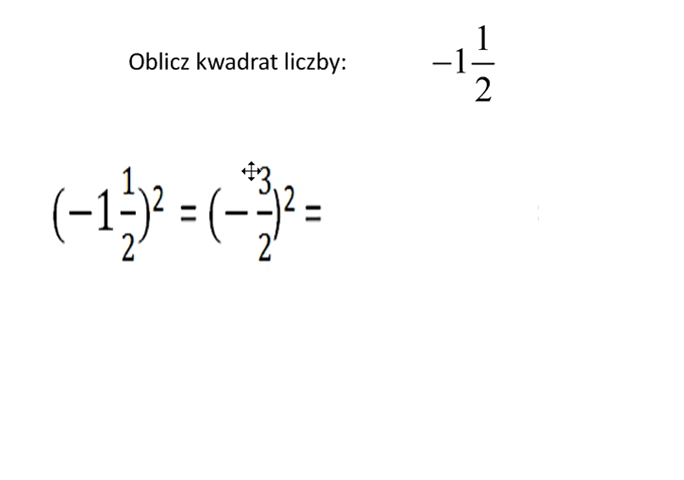 Oblicz kwadrat liczby: −1 1/2
(−1 1/2)² = (− 3/2)² =